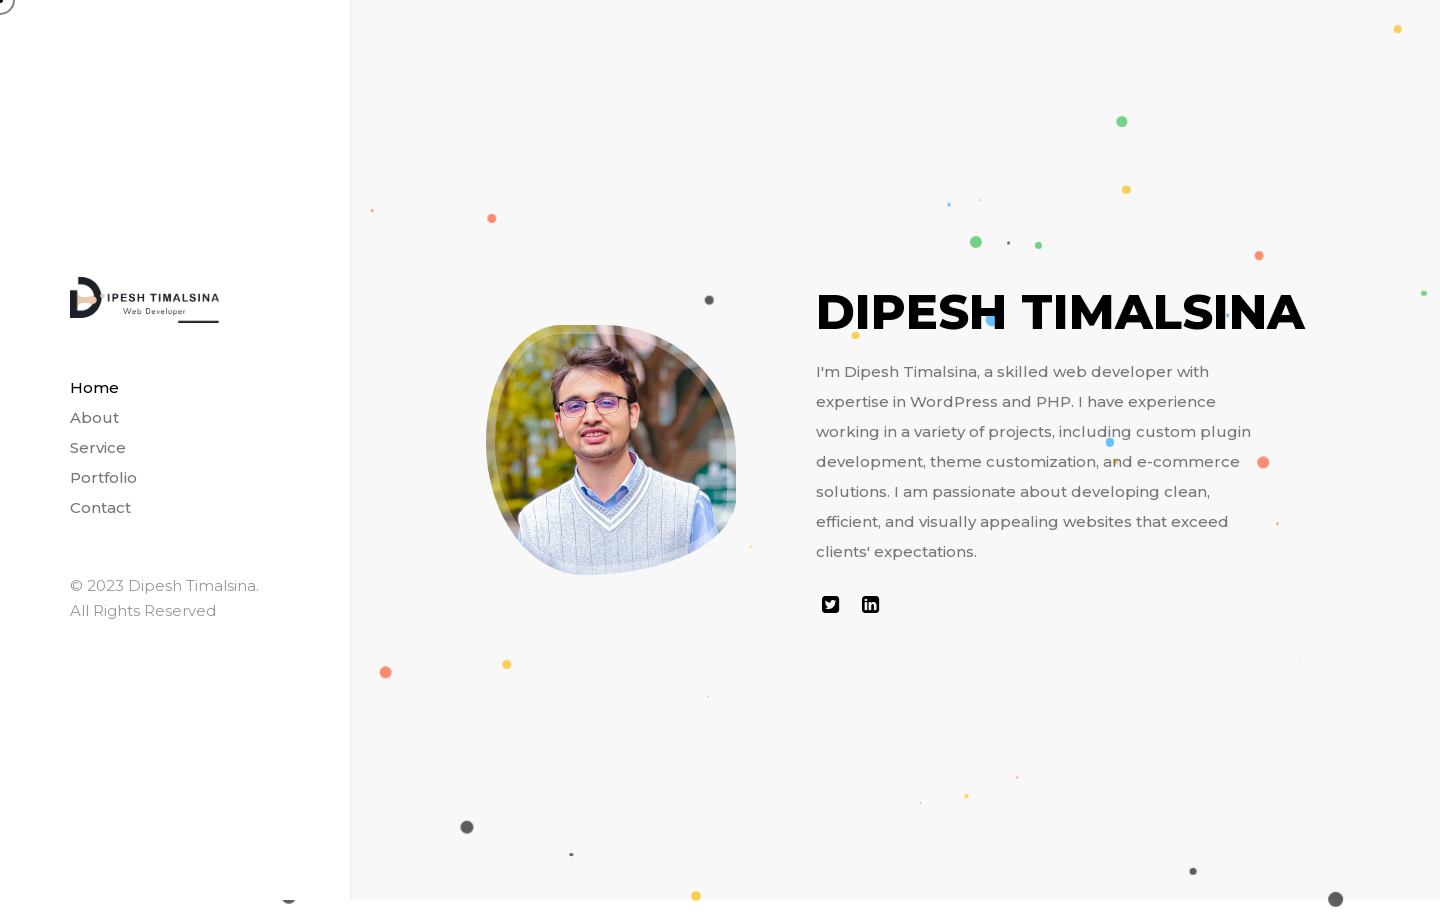 IPESH TIMALSINA
Web Developer
Home
About
Service
Portfolio
Contact
© 2023 Dipesh Timalsina.
All Rights Reserved
DIPESH TIMALSINA
I'm Dipesh Timalsina, a skilled web developer with
expertise in WordPress and PHP. I have experience
working in a variety of projects, including custom plugin
development, theme customization, and e-commerce
solutions. I am passionate about developing clean,
efficient, and visually appealing websites that exceed
clients' expectations.